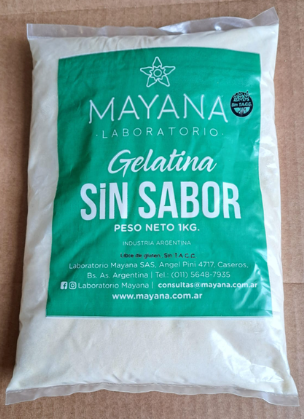 MAYANA
·LABORATORIO·
Gelatina
SiN SABOR
PESO NETO 1KG.
INDUSTRIA ARGENTINA
Libre de gluten Sin T.A.C.C
Laboratorio Mayana SAS, Angel Pini 4717, Caseros,
Bs. As. Argentina | Tel.: (011) 5648-7935
Laboratorio Mayana | consultas@mayana.com.ar
www.mayana.com.ar